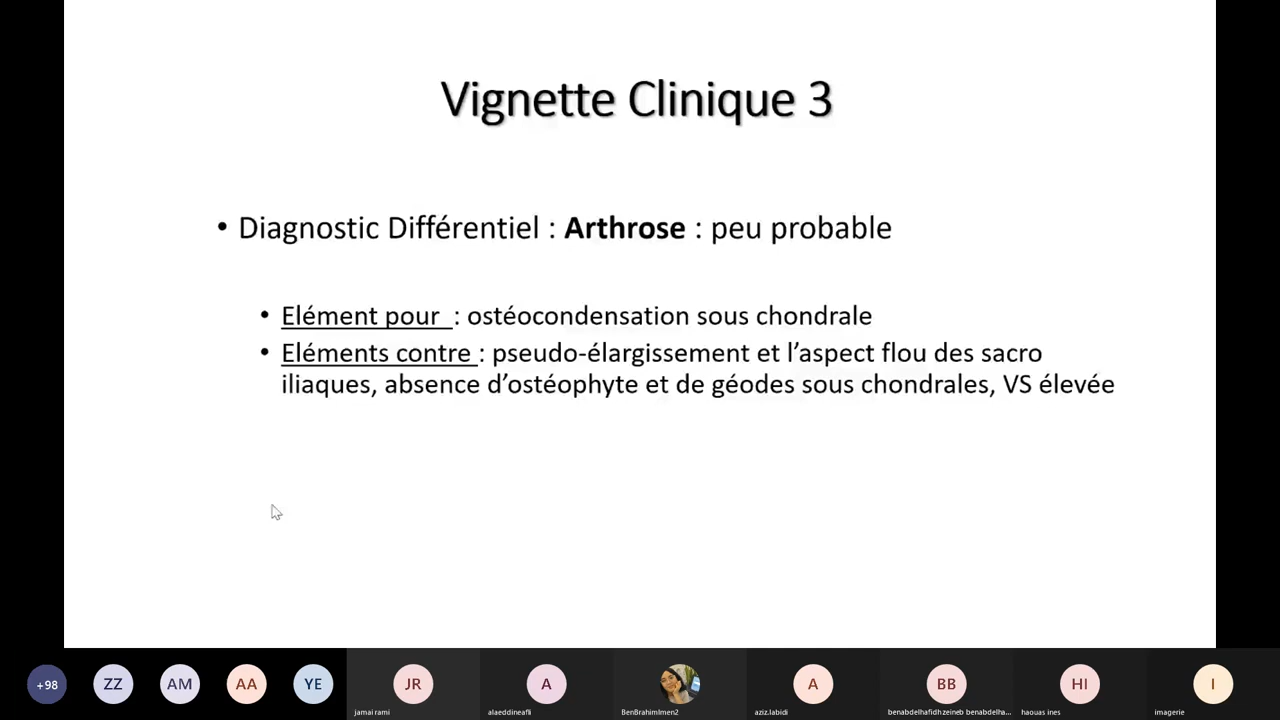 Vignette Clinique 3
• Diagnostic Différentiel : Arthrose : peu probable
• Elément pour : ostéocondensation sous chondrale
• Eléments contre : pseudo-élargissement et l’aspect flou des sacro
iliaques, absence d’ostéophyte et de géodes sous chondrales, VS élevée
+98 ZZ AM AA YE JR A A BB HI I
jamai rami alaeddineafli BenBrahimImen2 aziz.labidi benabdelhafidhzeineb benabdelha... haouas ines imagerie